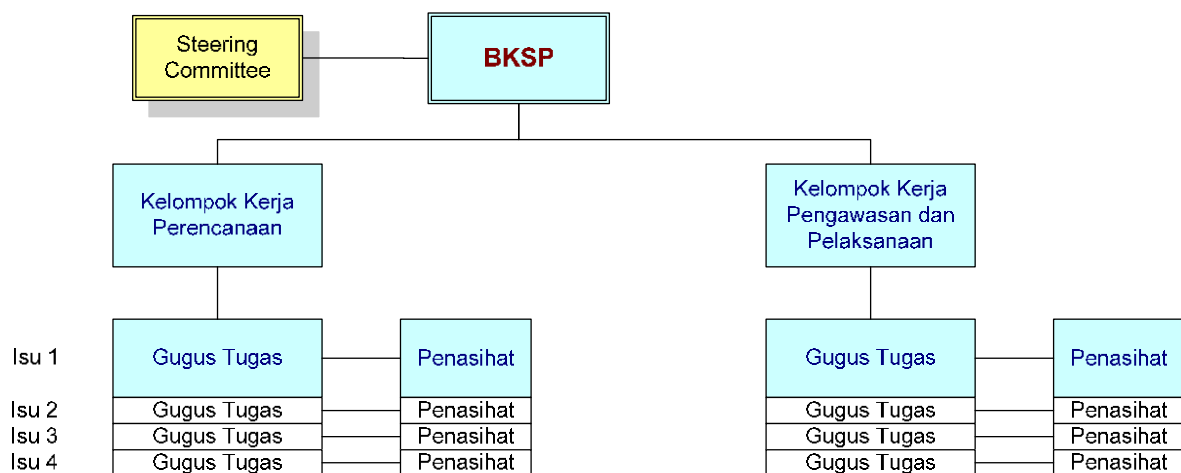 Steering
Committee
BKSP
Kelompok Kerja
Perencanaan
Kelompok Kerja
Pengawasan dan
Pelaksanaan
Isu 1 Gugus Tugas Penasihat Gugus Tugas Penasihat
Isu 2 Gugus Tugas Penasihat Gugus Tugas Penasihat
Isu 3 Gugus Tugas Penasihat Gugus Tugas Penasihat
Isu 4 Gugus Tugas Penasihat Gugus Tugas Penasihat